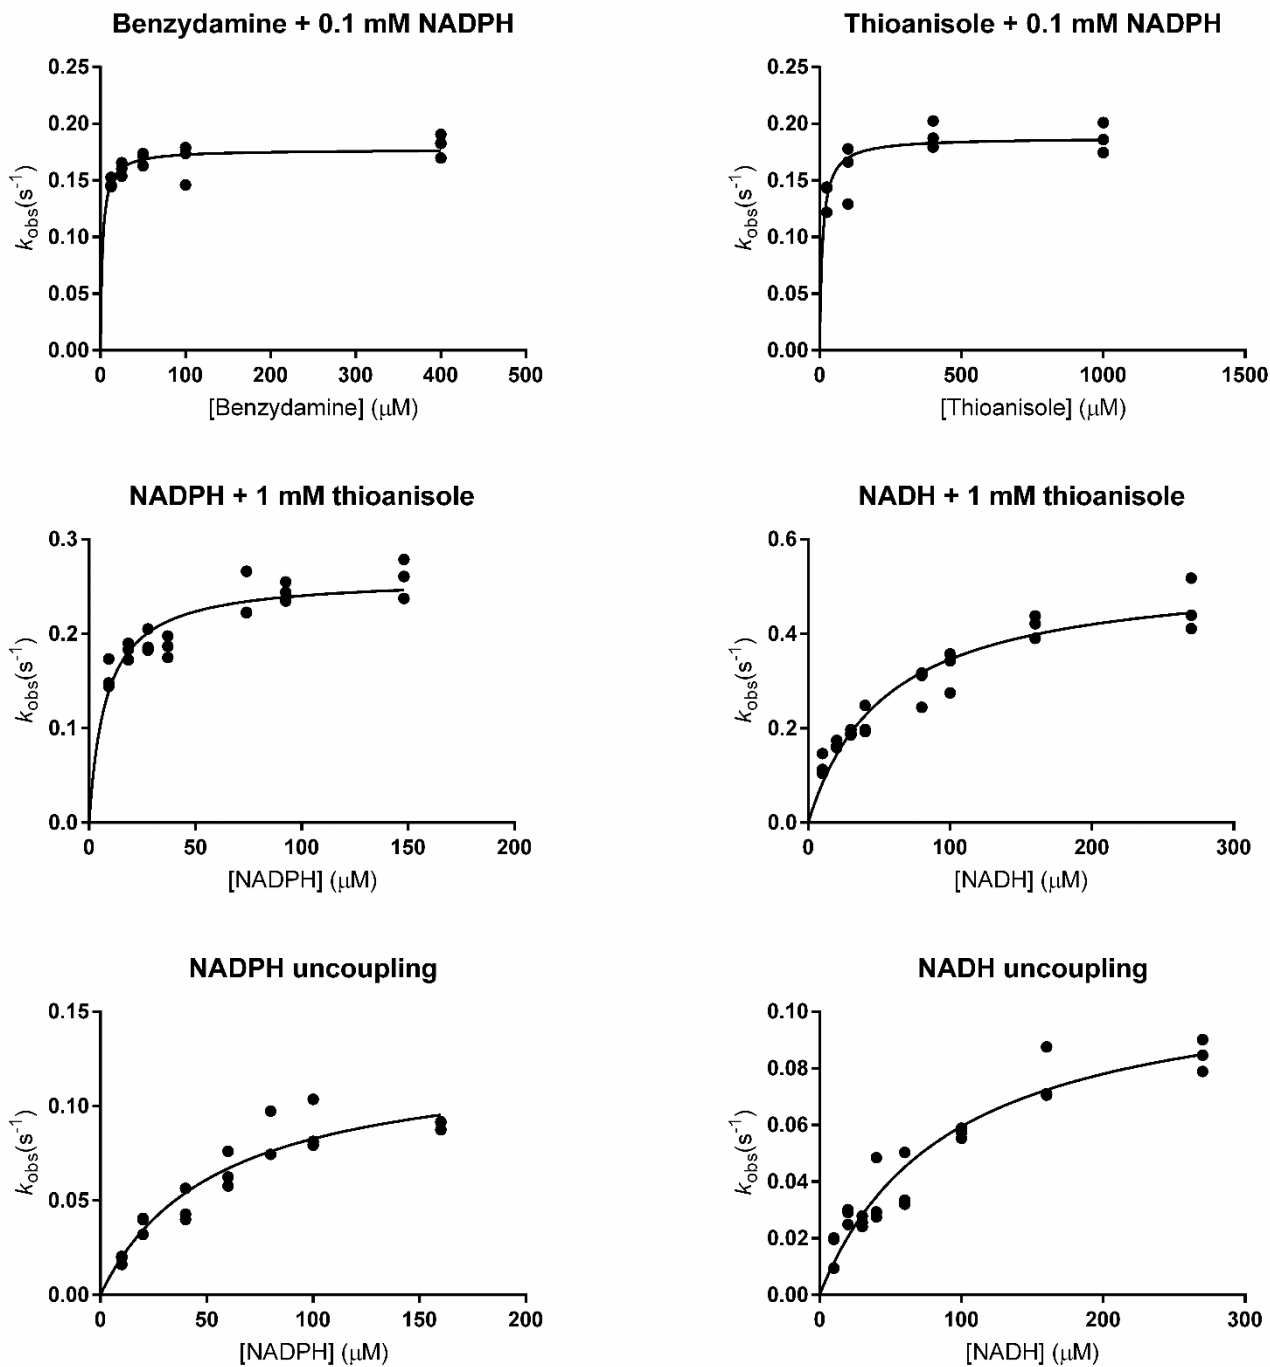 Benzydamine + 0.1 mM NADPH
0.25
0.20
0.15
0.10
0.05
0.00
kobs(s-1)
0 100 200 300 400 500
[Benzydamine] (μM)
Thioanisole + 0.1 mM NADPH
0.25
0.20
0.15
0.10
0.05
0.00
kobs(s-1)
0 500 1000 1500
[Thioanisole] (μM)
NADPH + 1 mM thioanisole
0.3
0.2
0.1
0.0
kobs(s-1)
0 50 100 150 200
[NADPH] (μM)
NADH + 1 mM thioanisole
0.6
0.4
0.2
0.0
kobs(s-1)
0 100 200 300
[NADH] (μM)
NADPH uncoupling
0.15
0.10
0.05
0.00
kobs(s-1)
0 50 100 150 200
[NADPH] (μM)
NADH uncoupling
0.10
0.08
0.06
0.04
0.02
0.00
kobs(s-1)
0 100 200 300
[NADH] (μM)